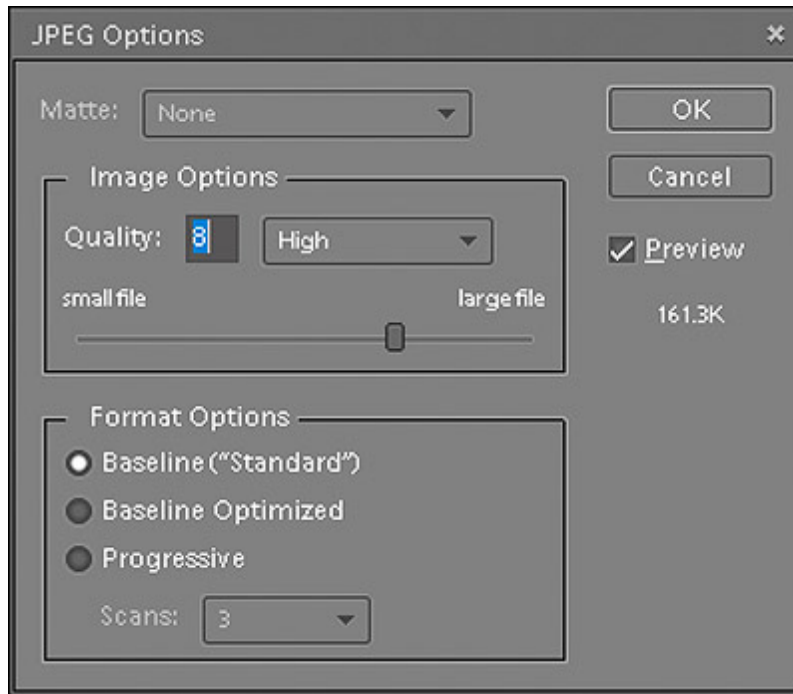 JPEG Options
Matte: None
OK
Cancel
Preview
161.3K
Image Options
Quality: 8 High
small file large file
Format Options
Baseline (“Standard”)
Baseline Optimized
Progressive
Scans: 3